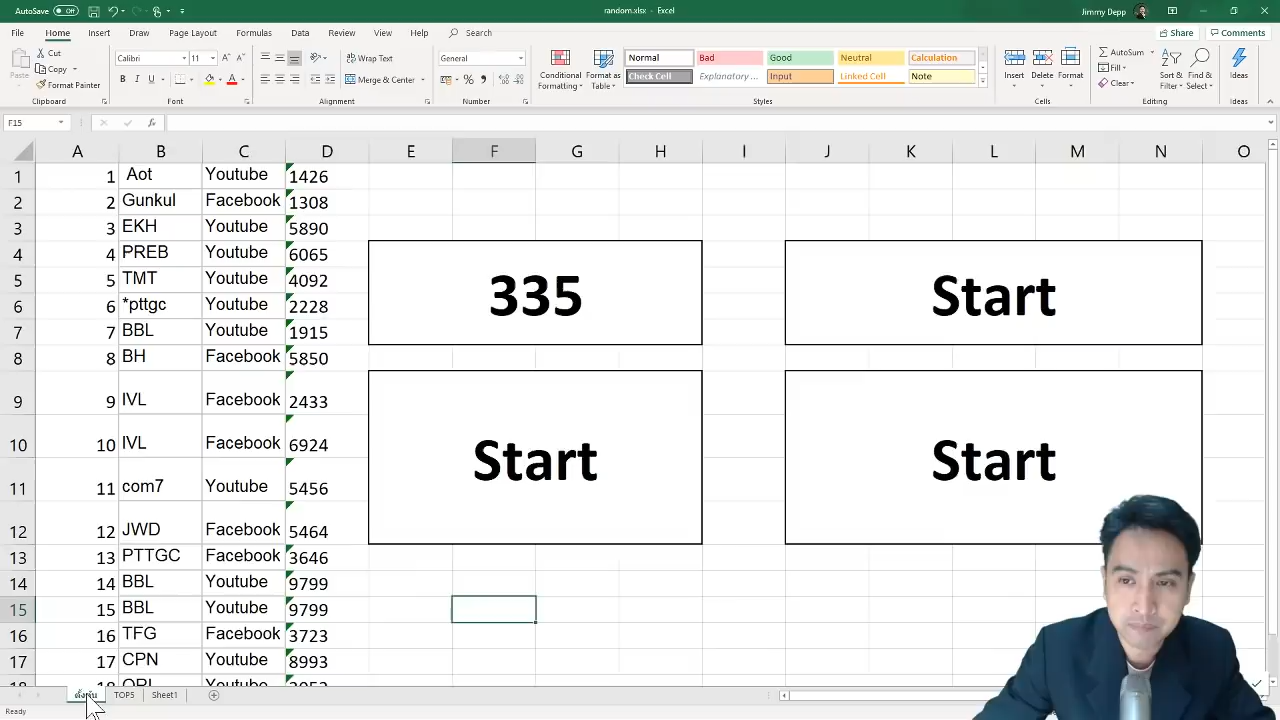 AutoSave Off
random.xlsx - Excel
Jimmy Depp
File Home Insert Draw Page Layout Formulas Data Review View Help Search
Share Comments
Paste
Cut
Copy
Format Painter
Calibri 11
B I U
Wrap Text
Merge & Center
General
Conditional Formatting
Format as Table
Normal Bad Good Neutral Calculation
Check Cell Explanatory ... Input Linked Cell Note
Insert Delete Format
AutoSum
Fill
Clear
Sort & Filter
Find & Select
Ideas
Clipboard Font Alignment Number Styles Cells Editing Ideas
F15 fx
A B C D E F G H I J K L M N O
1 1 Aot Youtube 1426
2 2 Gunkul Facebook 1308
3 3 EKH Youtube 5890
4 4 PREB Youtube 6065
5 5 TMT Youtube 4092
6 6 *pttgc Youtube 2228
7 7 BBL Youtube 1915
8 8 BH Facebook 5850
9 9 IVL Facebook 2433
10 10 IVL Facebook 6924
11 11 com7 Youtube 5456
12 12 JWD Facebook 5464
13 13 PTTGC Facebook 3646
14 14 BBL Youtube 9799
15 15 BBL Youtube 9799
16 16 TFG Facebook 3723
17 17 CPN Youtube 8993
335
Start
Start
Start
TOP5 Sheet1
Ready